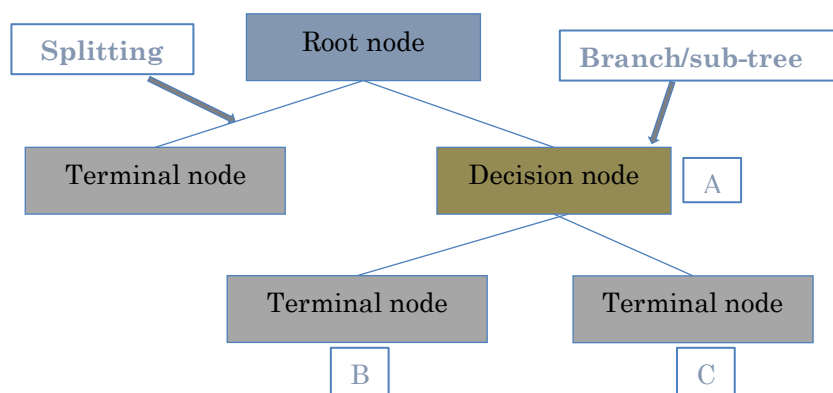 Root node
Splitting
Branch/sub-tree
Terminal node
Decision node
A
Terminal node
Terminal node
B
C